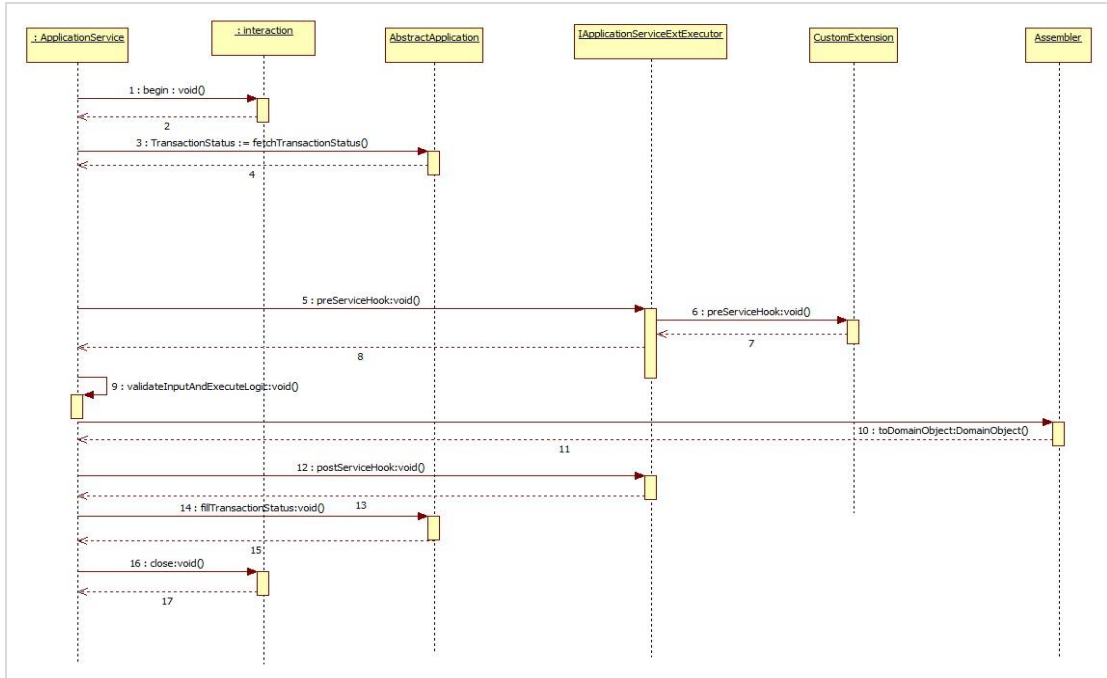 : ApplicationService
: interaction
AbstractApplication
IApplicationServiceExtExecutor
CustomExtension
Assembler
1 : begin : void()
2
3 : TransactionStatus := fetchTransactionStatus()
4
5 : preServiceHook:void()
6 : preServiceHook:void()
7
8
9 : validateInputAndExecuteLogic:void()
10 : toDomainObject:DomainObject()
11
12 : postServiceHook:void()
13
14 : fillTransactionStatus:void()
15
16 : close:void()
17